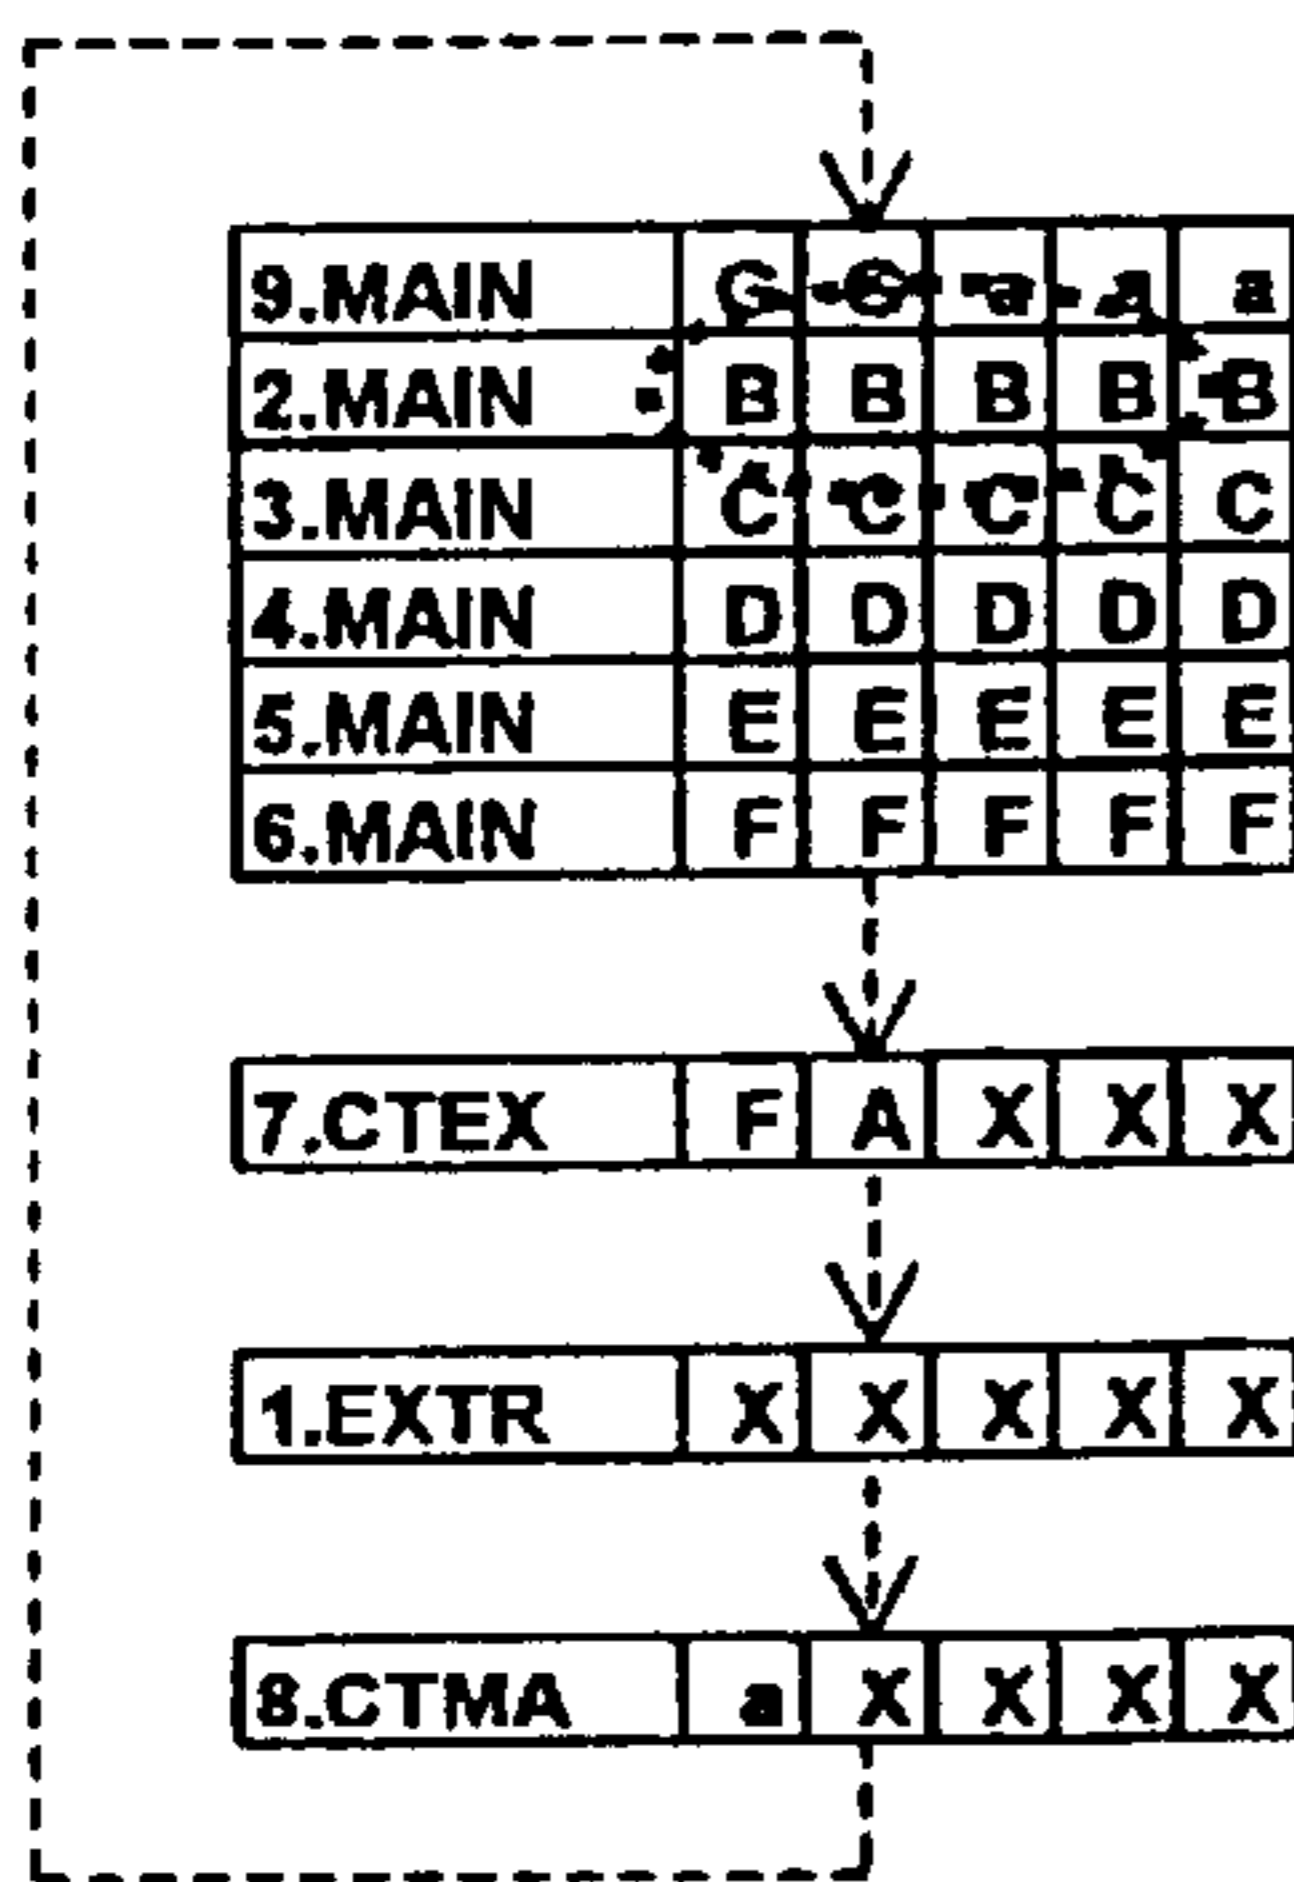 9.MAIN G G a a a
2.MAIN B B B B B
3.MAIN C C C C C
4.MAIN D D D D D
5.MAIN E E E E E
6.MAIN F F F F F
7.CTEX F A X X X
1.EXTR X X X X X
8.CTMA a X X X X